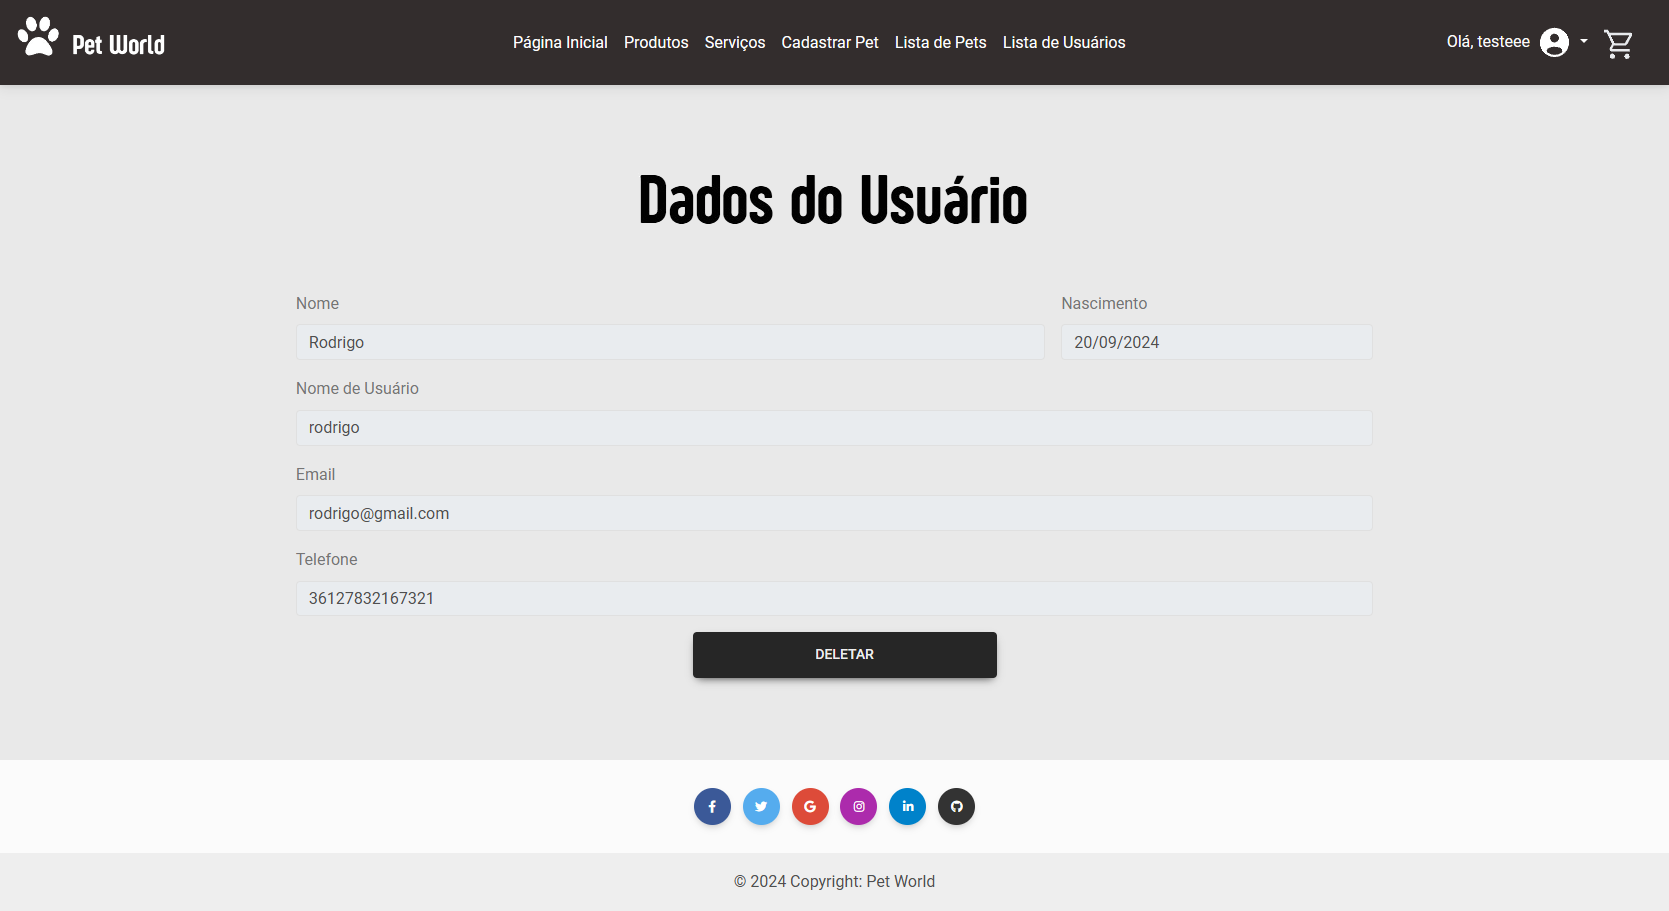 Pet World
Página Inicial Produtos Serviços Cadastrar Pet Lista de Pets Lista de Usuários
Olá, testeee
Dados do Usuário
Nome
Rodrigo
Nascimento
20/09/2024
Nome de Usuário
rodrigo
Email
rodrigo@gmail.com
Telefone
36127832167321
DELETAR
© 2024 Copyright: Pet World